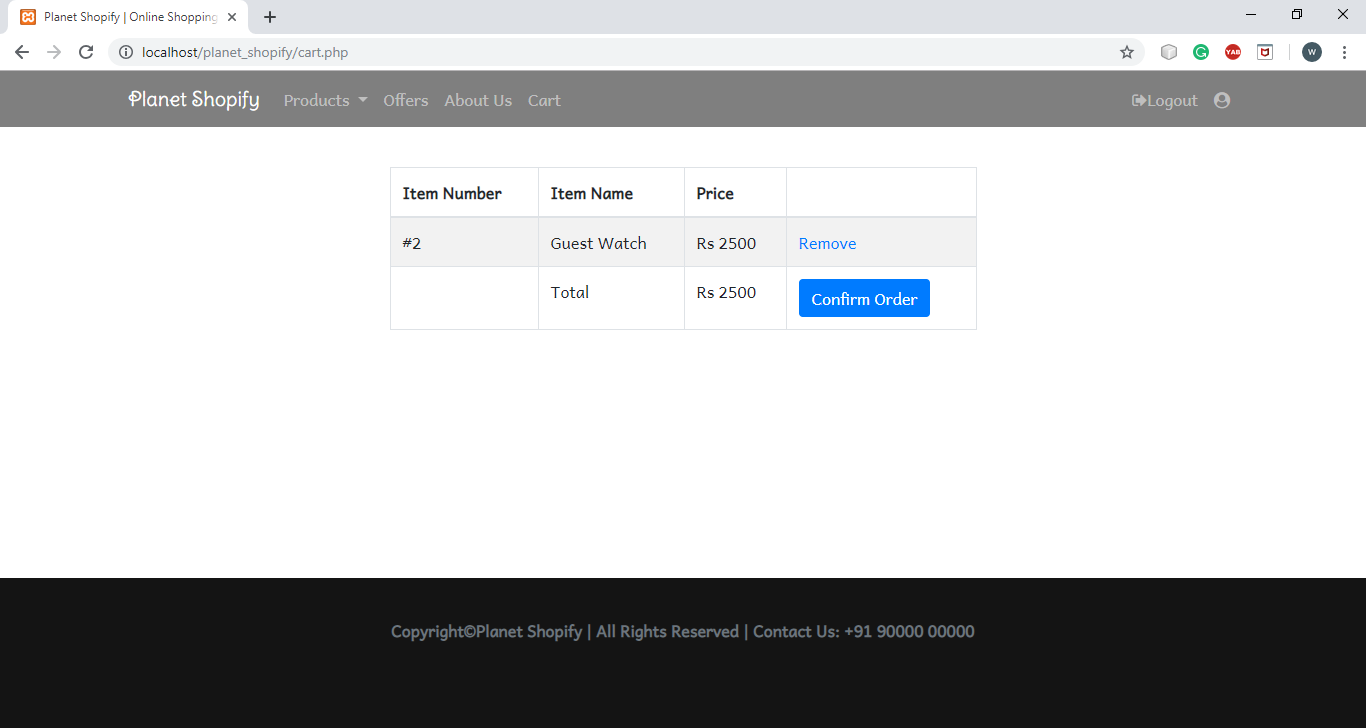 Planet Shopify | Online Shopping
localhost/planet_shopify/cart.php
YAB
W
Planet Shopify Products Offers About Us Cart Logout
Item Number Item Name Price
#2 Guest Watch Rs 2500 Remove
Total Rs 2500 Confirm Order
Copyright©Planet Shopify | All Rights Reserved | Contact Us: +91 90000 00000